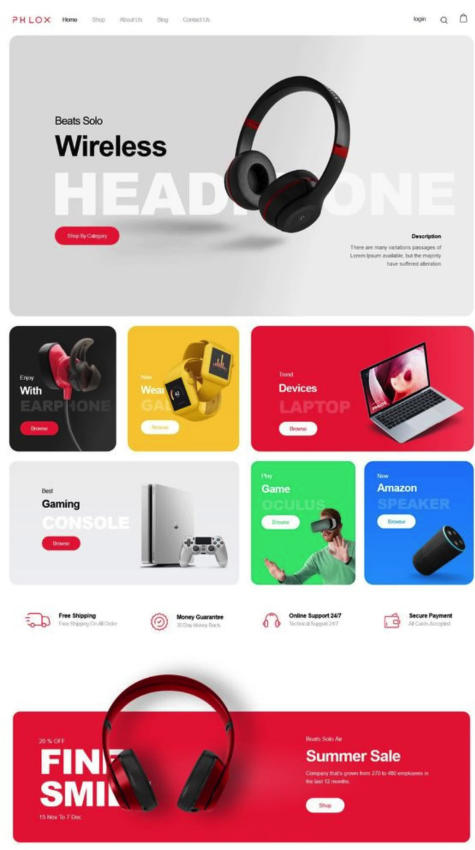 PHLOX Home Shop About Us Blog Contact Us login
Beats Solo
Wireless
HEAD ONE
Shop By Category
Description
There are many variations passages of
Lorem Ipsum available, but the majority
have suffered alteration
Enjoy
With
EARPHONE
Browse
New
Wear
GAD
Browse
Trend
Devices
LAPTOP
Browse
Best
Gaming
CONSOLE
Browse
Play
Game
OCULUS
Browse
New
Amazon
SPEAKER
Browse
Free Shipping
Free Shipping On All Order
Money Guarantee
30 Day Money Back
Online Support 24/7
Technical Support 24/7
Secure Payment
All Cards Accepted
20 % OFF
FINE
SMIL
15 Nov To 7 Dec
Beats Solo Air
Summer Sale
Company that's grown from 270 to 480 employees in
the last 12 months.
Shop